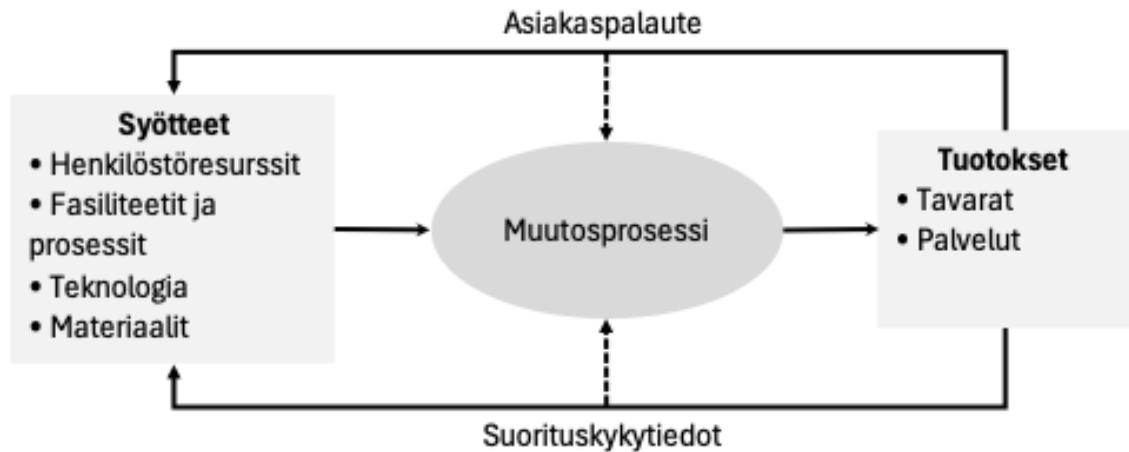 Asiakaspalaute
Syötteet
• Henkilöstöresurssit
• Fasiliteetit ja
prosessit
• Teknologia
• Materiaalit
Muutosprosessi
Tuotokset
• Tavarat
• Palvelut
Suorituskykytiedot